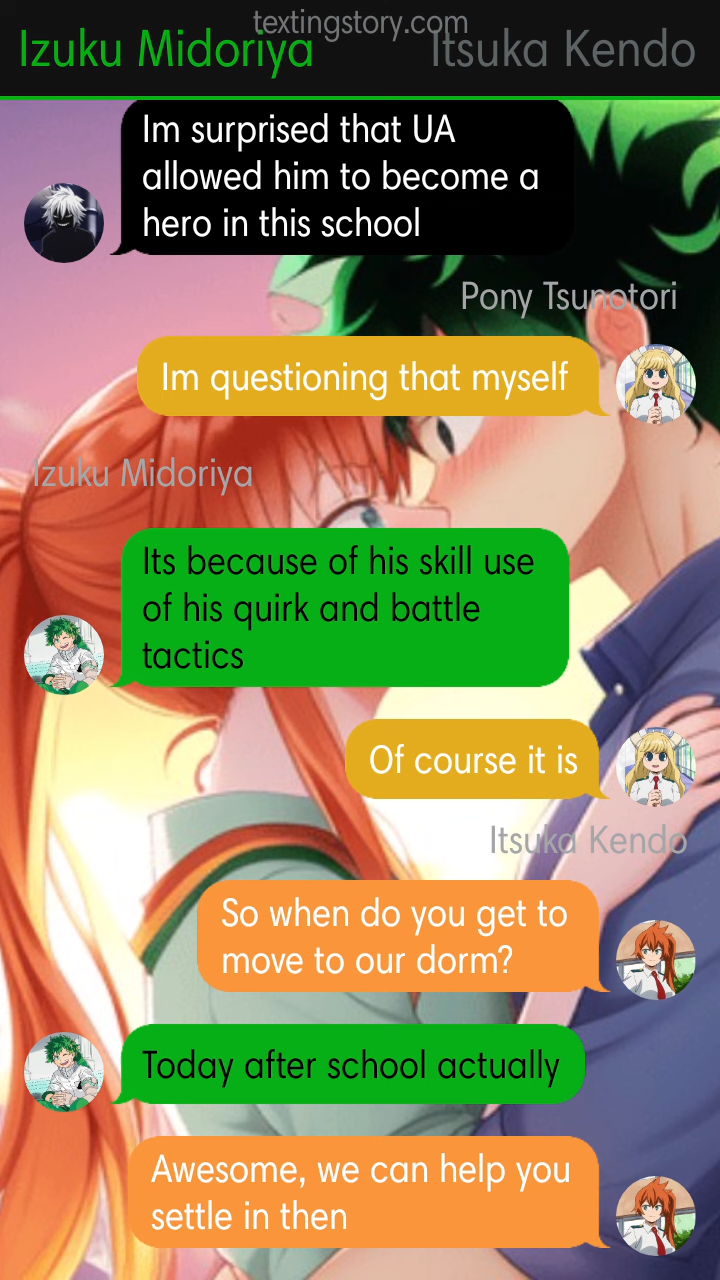 textingstory.com
Izuku Midoriya
Itsuka Kendo
Im surprised that UA
allowed him to become a
hero in this school
Pony Tsunotori
Im questioning that myself
Izuku Midoriya
Its because of his skill use
of his quirk and battle
tactics
Of course it is
Itsuka Kendo
So when do you get to
move to our dorm?
Today after school actually
Awesome, we can help you
settle in then